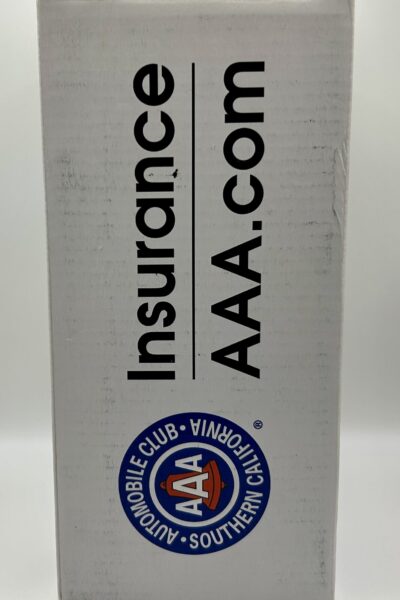 Insurance
AAA.com
AUTOMOBILE CLUB • SOUTHERN CALIFORNIA •
AAA
®